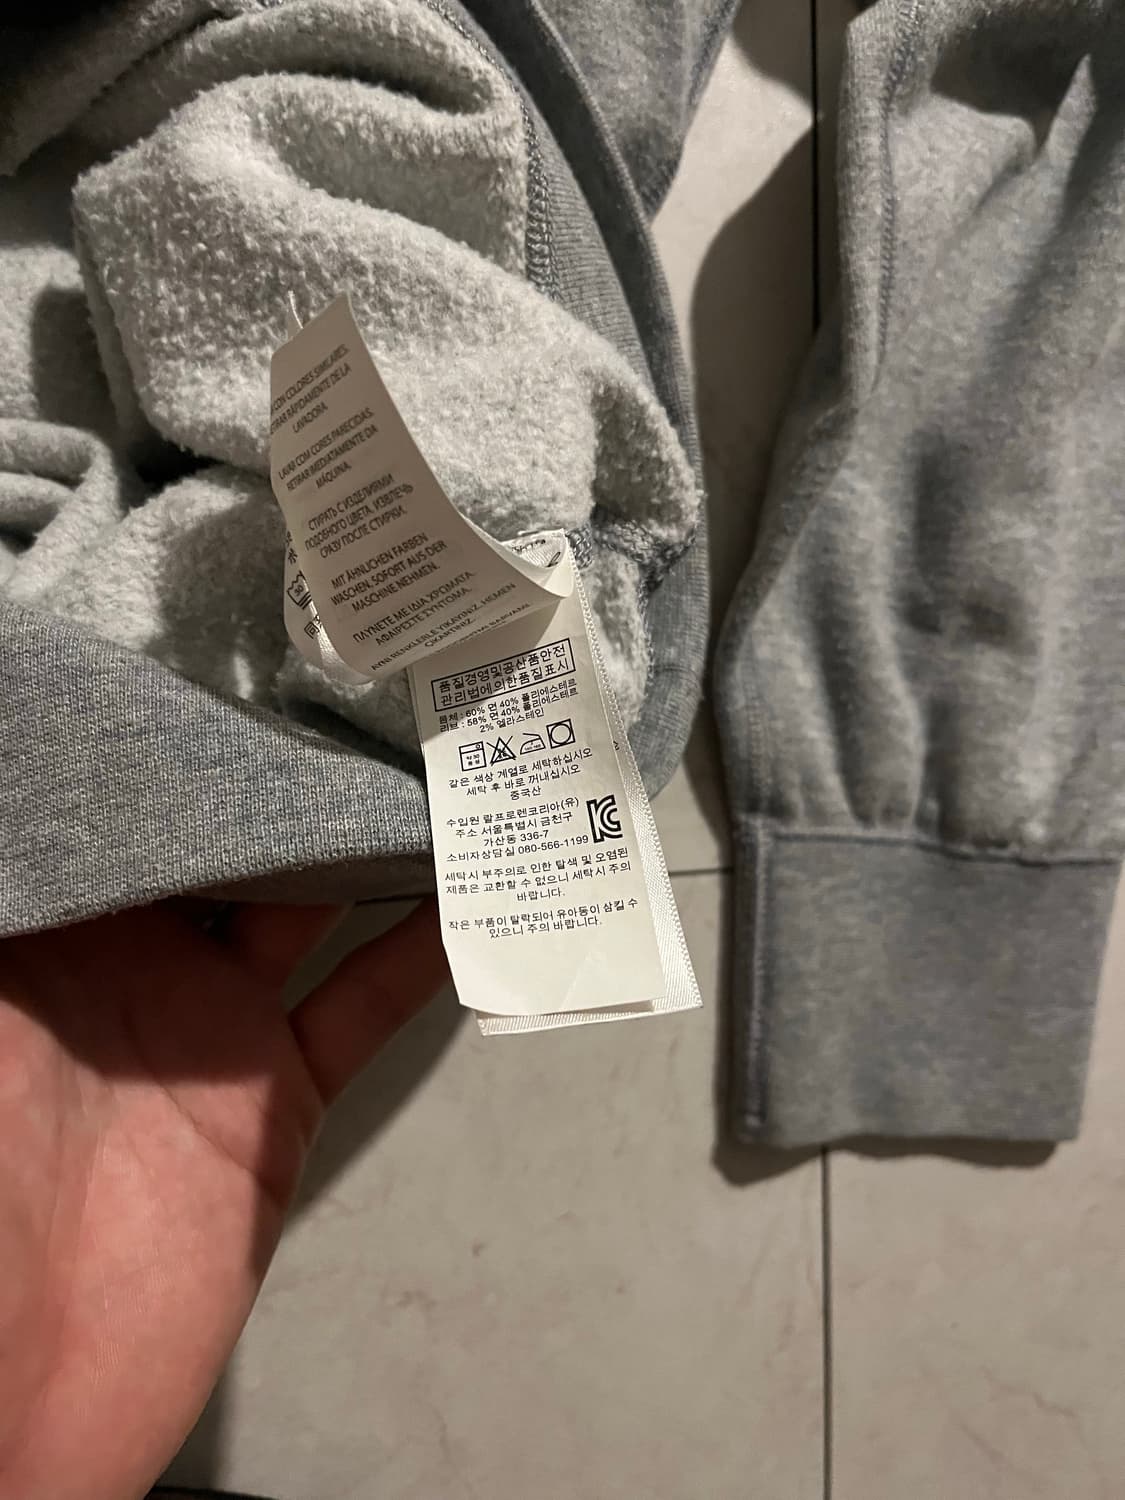 CON COLORES SIMILARES.
RETIRAR RÁPIDAMENTE DE LA
LAVADORA
LAVAR COM CORES PARECIDAS.
RETIRAR IMEDIATAMENTE DA
MÁQUINA.
СТИРАТЬ С ИЗДЕЛИЯМИ
ПОДОБНОГО ЦВЕТА. ИЗВЛЕЧЬ
СРАЗУ ПОСЛЕ СТИРКИ.
MIT ÄHNLICHEN FARBEN
WASCHEN. SOFORT AUS DER
MASCHINE NEHMEN.
ΠΛΥΝΕΤΕ ΜΕ ΙΔΙΑ ΧΡΩΜΑΤΑ.
ΑΦΑΙΡΕΣΤΕ ΣΥΝΤΟΜΑ.
AYNI RENKLERLE YIKAYINIZ. HEMEN
ÇIKARTINIZ.
품질경영및공산품안전
관리법에의한품질표시
몸체 : 60% 면 40% 폴리에스테르
리브 : 58% 면 40% 폴리에스테르
2% 엘라스테인
같은 색상 계열로 세탁하십시오
세탁 후 바로 꺼내십시오
중국산
수입원 랄프로렌코리아(유)
주소 서울특별시 금천구
가산동 336-7
소비자상담실 080-566-1199
세탁시 부주의로 인한 탈색 및 오염된
제품은 교환할 수 없으니 세탁시 주의
바랍니다.
작은 부품이 탈락되어 유아동이 삼킬 수
있으니 주의 바랍니다.